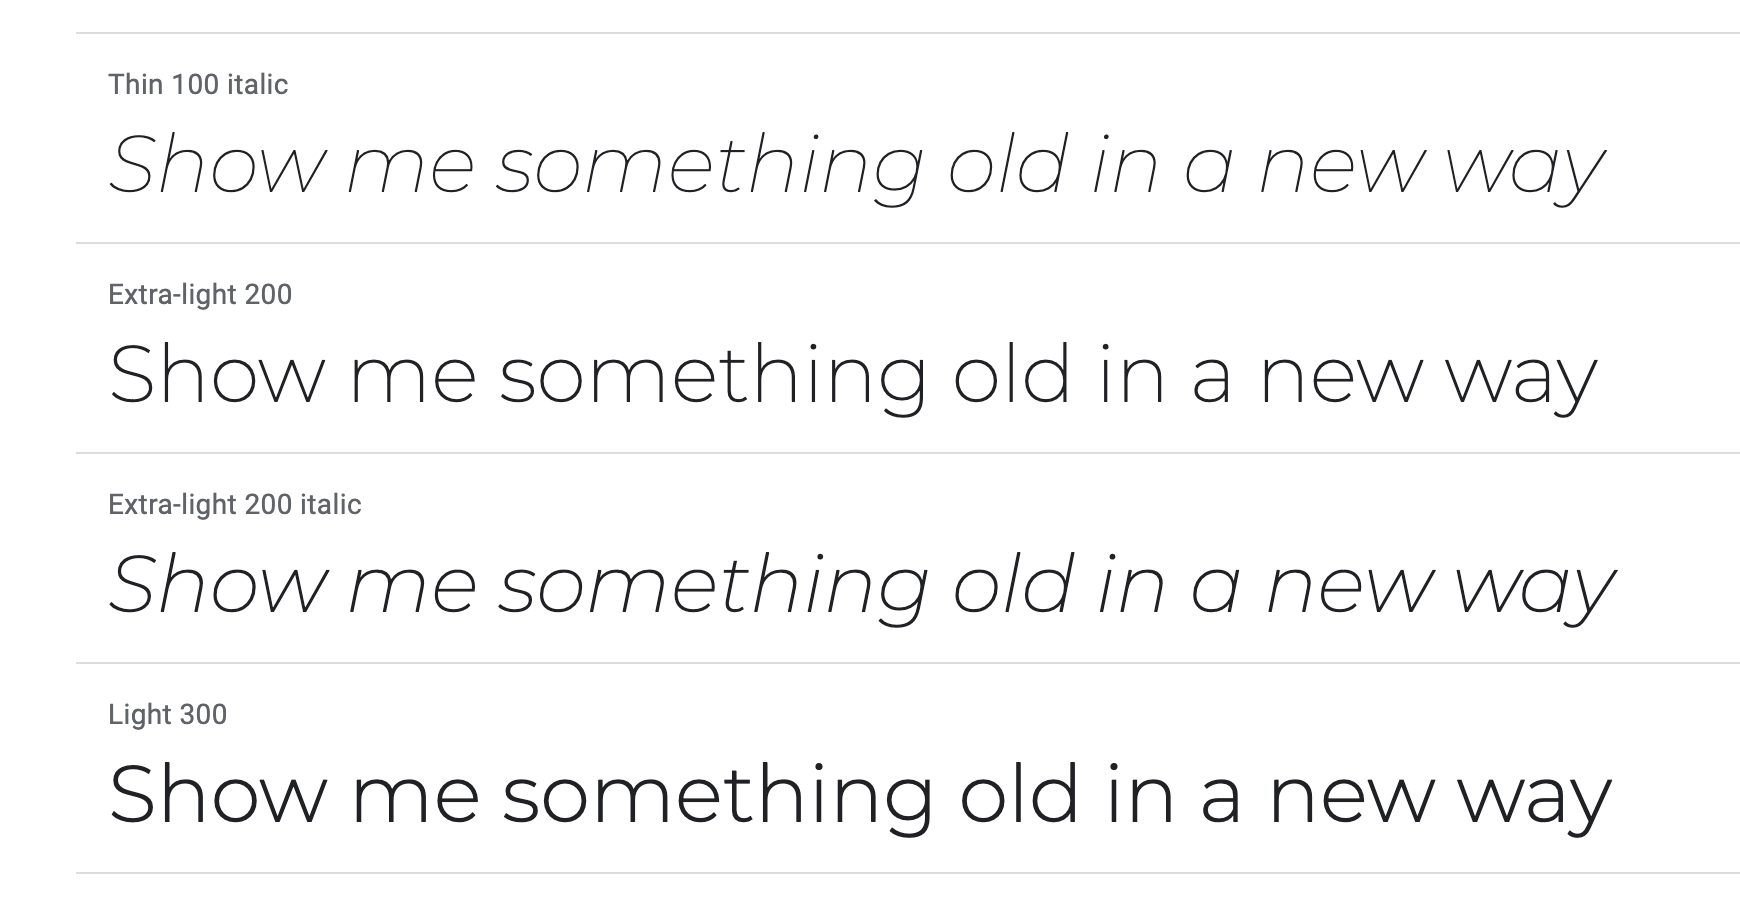 Thin 100 italic
Show me something old in a new way
Extra-light 200
Show me something old in a new way
Extra-light 200 italic
Show me something old in a new way
Light 300
Show me something old in a new way